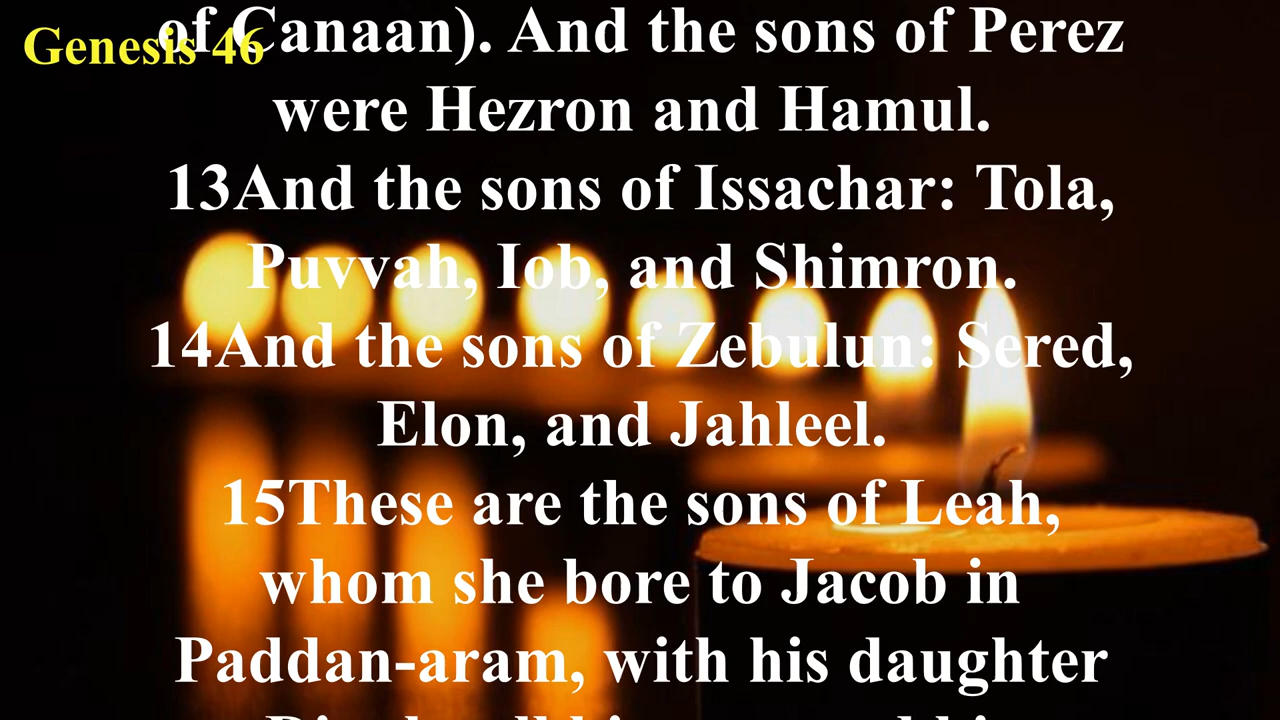 Genesis 46
of Canaan). And the sons of Perez
were Hezron and Hamul.
13And the sons of Issachar: Tola,
Puvvah, Iob, and Shimron.
14And the sons of Zebulun: Sered,
Elon, and Jahleel.
15These are the sons of Leah,
whom she bore to Jacob in
Paddan-aram, with his daughter